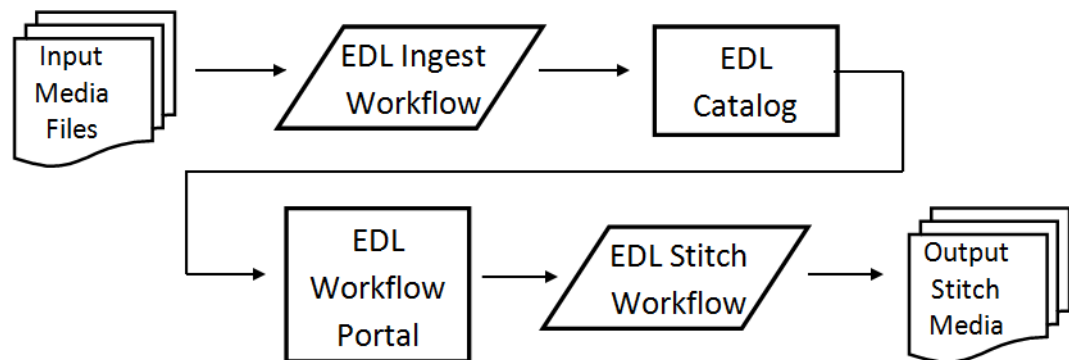 Input
Media
Files
EDL Ingest
Workflow
EDL
Catalog
EDL
Workflow
Portal
EDL Stitch
Workflow
Output
Stitch
Media